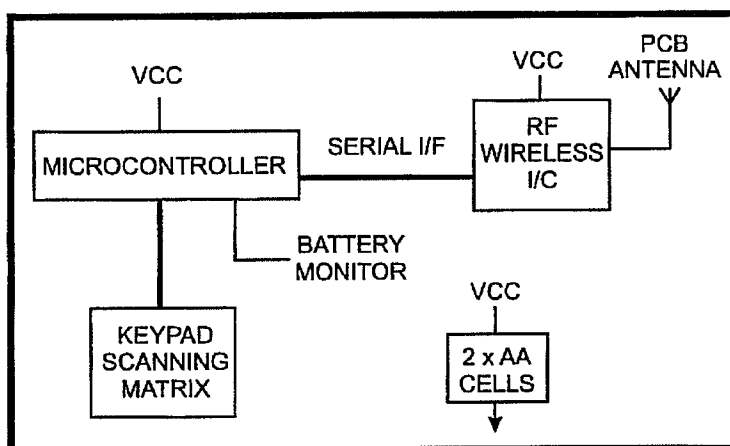 VCC
MICROCONTROLLER
SERIAL I/F
VCC
RF
WIRELESS
I/C
PCB
ANTENNA
BATTERY
MONITOR
KEYPAD
SCANNING
MATRIX
VCC
2 x AA
CELLS